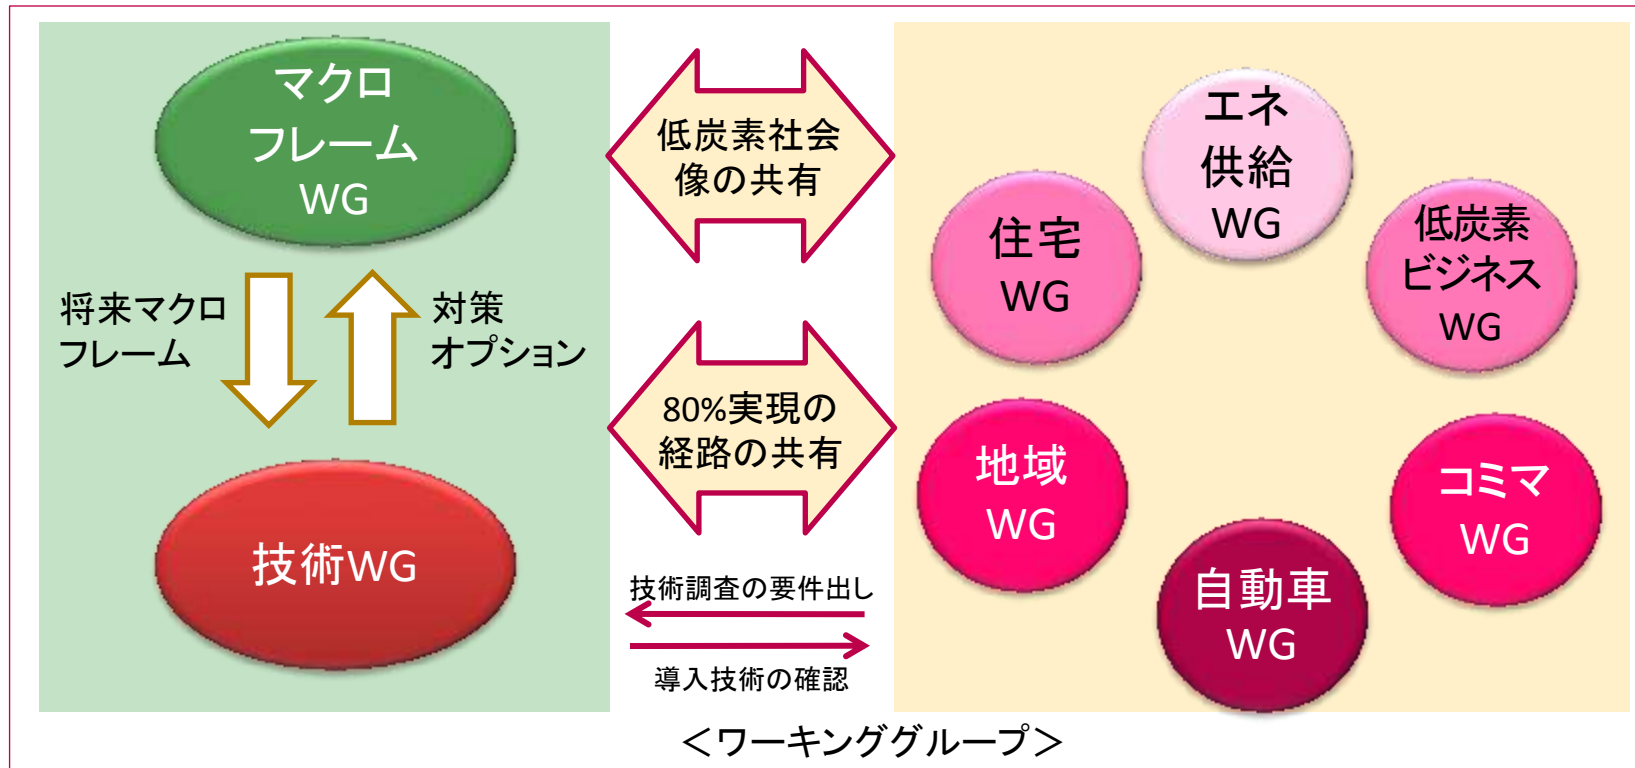 マクロ
フレーム
WG
将来マクロ
フレーム
対策
オプション
技術WG
低炭素社会
像の共有
80%実現の
経路の共有
技術調査の要件出し
導入技術の確認
エネ
供給
WG
住宅
WG
低炭素
ビジネス
WG
地域
WG
コミマ
WG
自動車
WG
＜ワーキンググループ＞